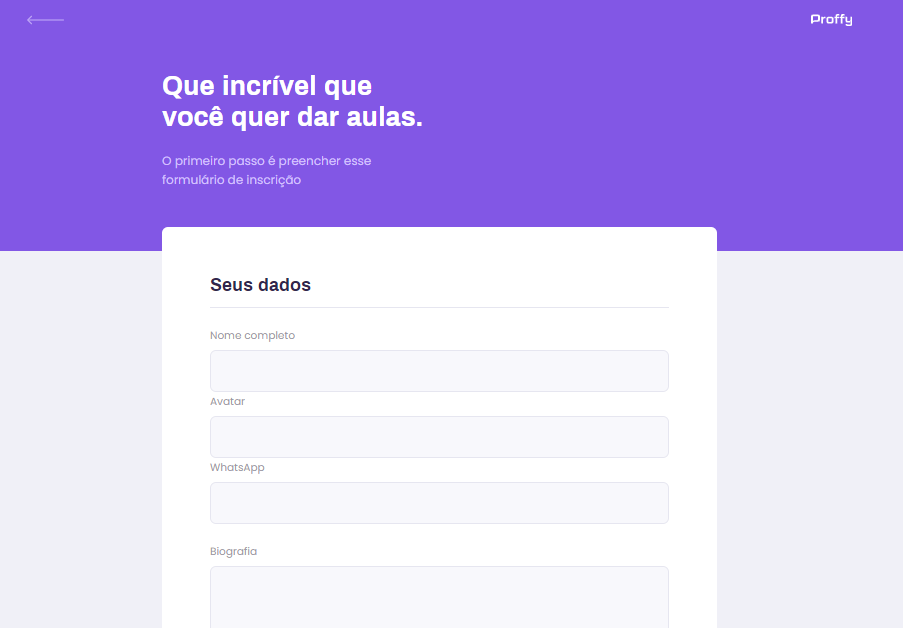 Proffy
Que incrível que
você quer dar aulas.
O primeiro passo é preencher esse
formulário de inscrição
Seus dados
Nome completo
Avatar
WhatsApp
Biografia